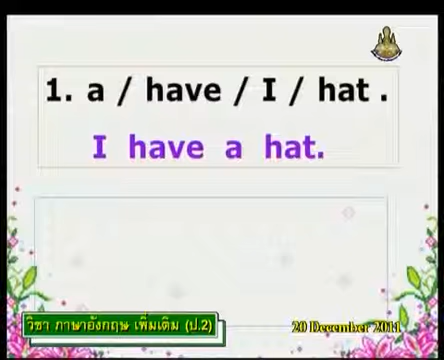 1. a / have / I / hat .
I have a hat.
วิชา ภาษาอังกฤษ เพิ่มเติม (ป.2)
20 December 2011